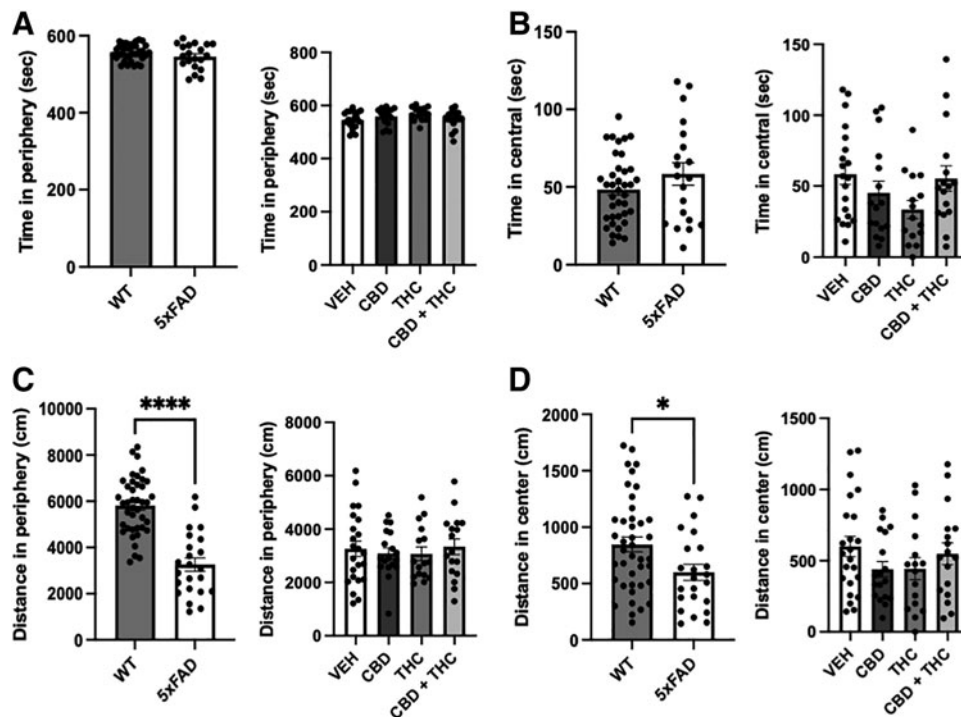 A
Time in periphery (sec)
600
400
200
0
WT
5xFAD
Time in periphery (sec)
800
600
400
200
0
VEH
CBD
THC
CBD + THC
B
Time in central (sec)
150
100
50
0
WT
5xFAD
Time in central (sec)
150
100
50
0
VEH
CBD
THC
CBD + THC
C
Distance in periphery (cm)
10000
8000
6000
4000
2000
0
****
WT
5xFAD
Distance in periphery (cm)
8000
6000
4000
2000
0
VEH
CBD
THC
CBD + THC
D
Distance in center (cm)
2000
1500
1000
500
0
*
WT
5xFAD
Distance in center (cm)
1500
1000
500
0
VEH
CBD
THC
CBD + THC